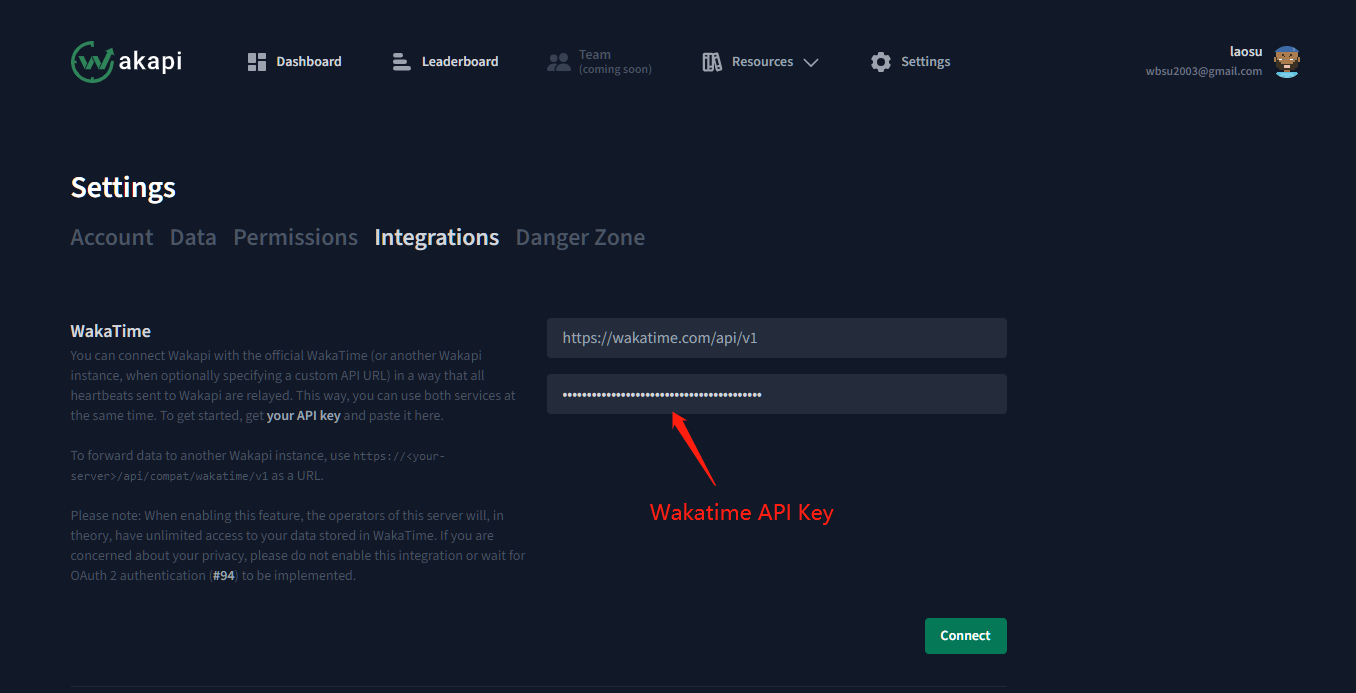 wakapi
Dashboard
Leaderboard
Team
(coming soon)
Resources
Settings
laosu
wbsu2003@gmail.com
Settings
Account Data Permissions Integrations Danger Zone
WakaTime
You can connect Wakapi with the official WakaTime (or another Wakapi
instance, when optionally specifying a custom API URL) in a way that all
heartbeats sent to Wakapi are relayed. This way, you can use both services at
the same time. To get started, get your API key and paste it here.
To forward data to another Wakapi instance, use https://<your-
server>/api/compat/wakatime/v1 as a URL.
Please note: When enabling this feature, the operators of this server will, in
theory, have unlimited access to your data stored in WakaTime. If you are
concerned about your privacy, please do not enable this integration or wait for
OAuth 2 authentication (#94) to be implemented.
https://wakatime.com/api/v1
Wakatime API Key
Connect